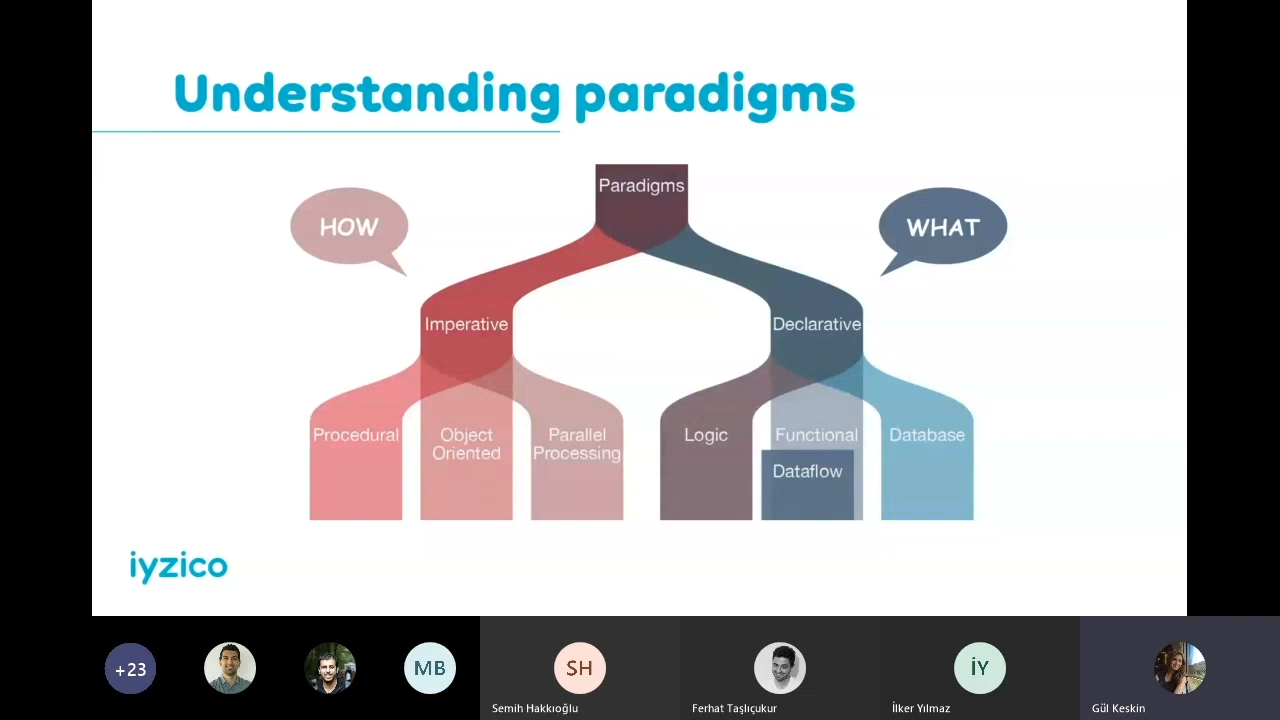 Understanding paradigms
Paradigms
HOW
WHAT
Imperative
Declarative
Procedural
Object
Oriented
Parallel
Processing
Logic
Functional
Dataflow
Database
iyzico
+23
MB
SH
İY
Semih Hakkıoğlu
Ferhat Taşlıçukur
İlker Yılmaz
Gül Keskin